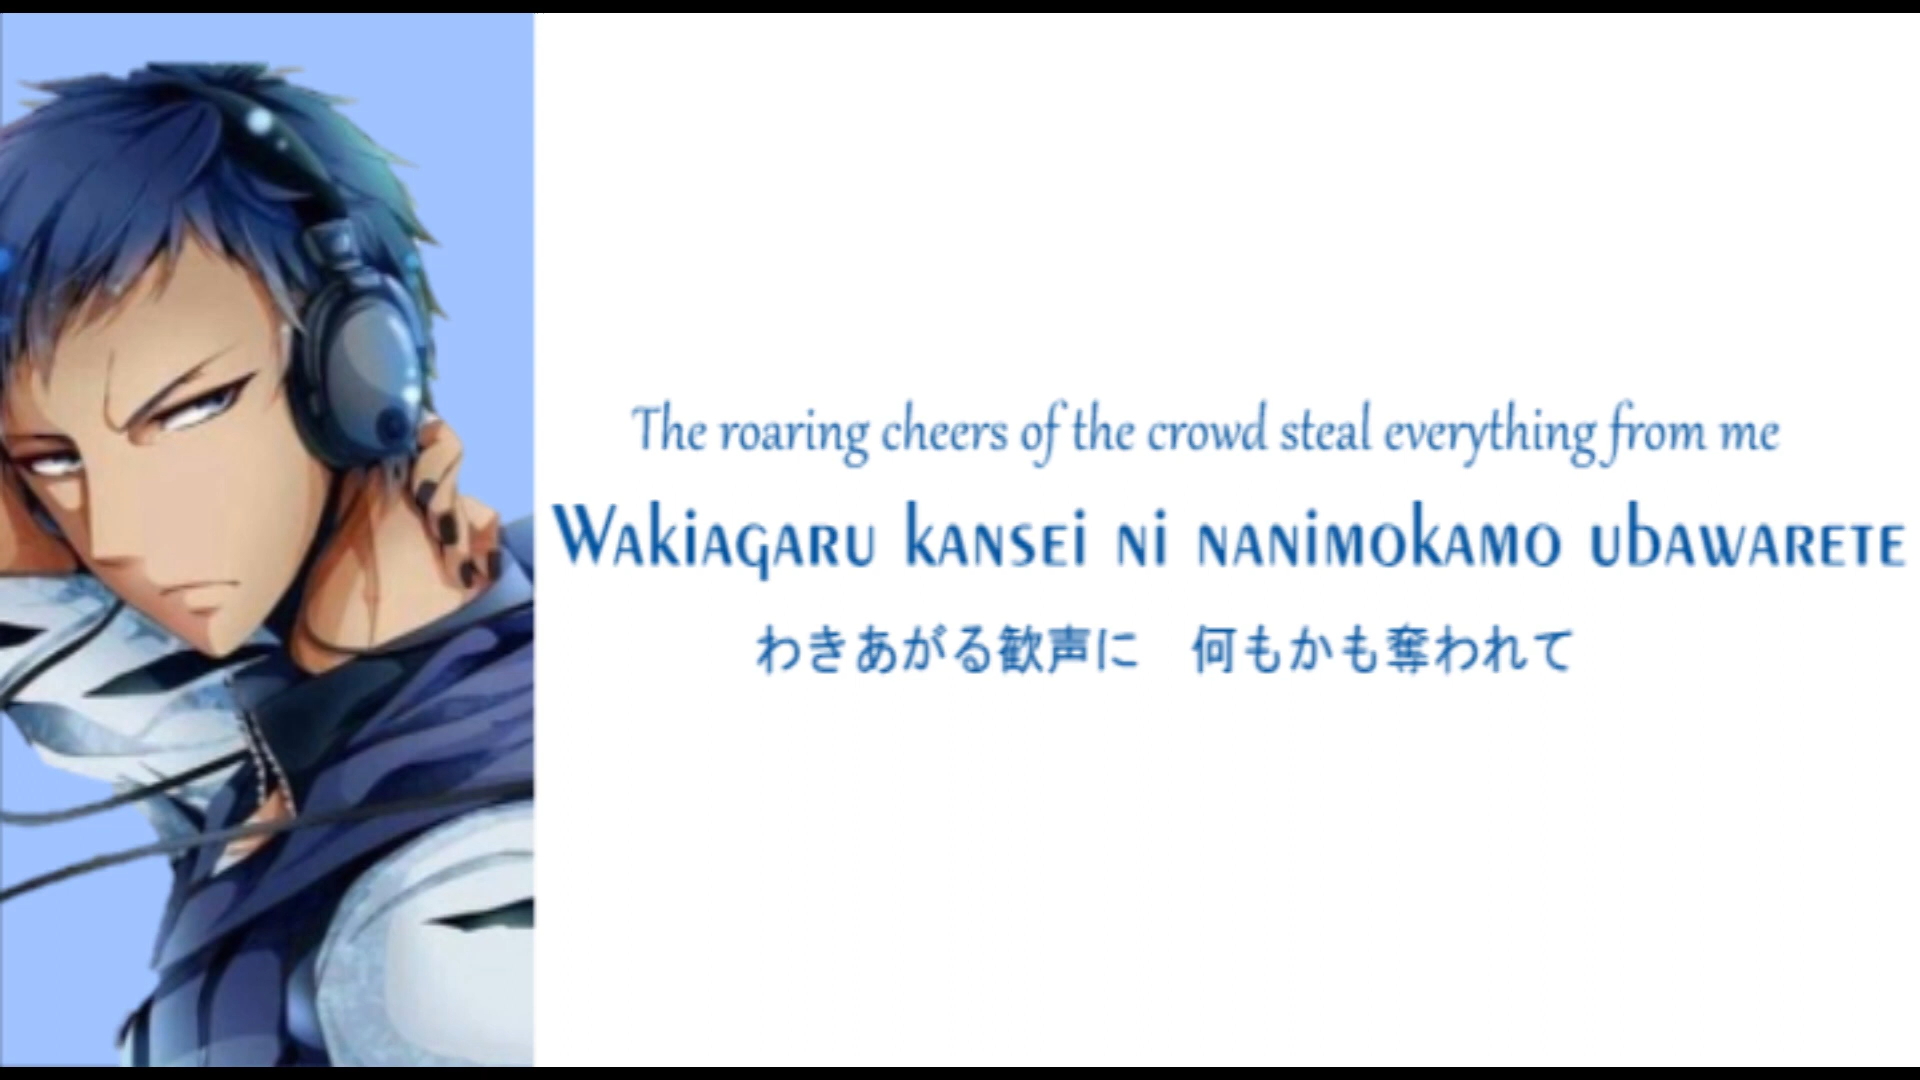 The roaring cheers of the crowd steal everything from me
Wakiagaru kansei ni nanimokamo ubawarete
わきあがる歓声に　何もかも奪われて